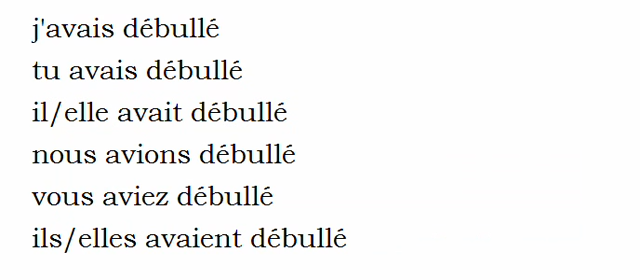 j'avais débullé
tu avais débullé
il/elle avait débullé
nous avions débullé
vous aviez débullé
ils/elles avaient débullé